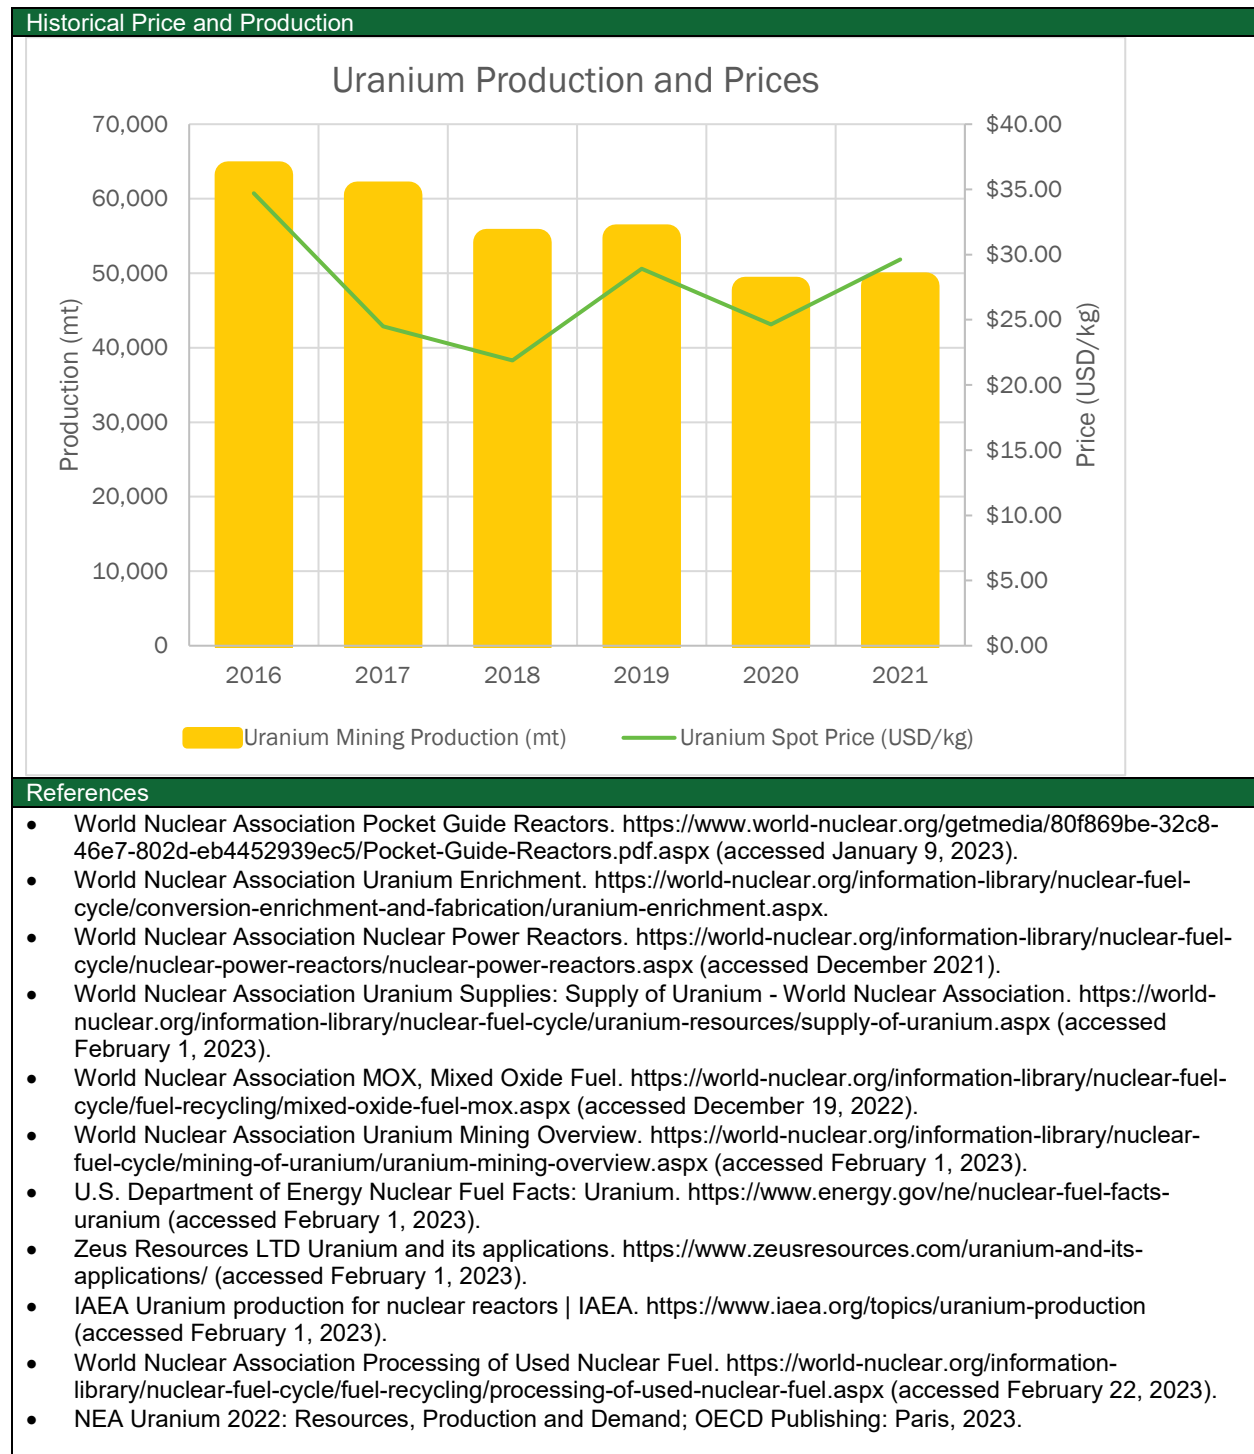 Historical Price and Production
Uranium Production and Prices
70,000
60,000
50,000
40,000
30,000
20,000
10,000
0
Production (mt)
$40.00
$35.00
$30.00
$25.00
$20.00
$15.00
$10.00
$5.00
$0.00
Price (USD/kg)
2016 2017 2018 2019 2020 2021
Uranium Mining Production (mt) Uranium Spot Price (USD/kg)
References
• World Nuclear Association Pocket Guide Reactors. https://www.world-nuclear.org/getmedia/80f869be-32c8-
46e7-802d-eb4452939ec5/Pocket-Guide-Reactors.pdf.aspx (accessed January 9, 2023).
• World Nuclear Association Uranium Enrichment. https://world-nuclear.org/information-library/nuclear-fuel-
cycle/conversion-enrichment-and-fabrication/uranium-enrichment.aspx.
• World Nuclear Association Nuclear Power Reactors. https://world-nuclear.org/information-library/nuclear-fuel-
cycle/nuclear-power-reactors/nuclear-power-reactors.aspx (accessed December 2021).
• World Nuclear Association Uranium Supplies: Supply of Uranium - World Nuclear Association. https://world-
nuclear.org/information-library/nuclear-fuel-cycle/uranium-resources/supply-of-uranium.aspx (accessed
February 1, 2023).
• World Nuclear Association MOX, Mixed Oxide Fuel. https://world-nuclear.org/information-library/nuclear-fuel-
cycle/fuel-recycling/mixed-oxide-fuel-mox.aspx (accessed December 19, 2022).
• World Nuclear Association Uranium Mining Overview. https://world-nuclear.org/information-library/nuclear-
fuel-cycle/mining-of-uranium/uranium-mining-overview.aspx (accessed February 1, 2023).
• U.S. Department of Energy Nuclear Fuel Facts: Uranium. https://www.energy.gov/ne/nuclear-fuel-facts-
uranium (accessed February 1, 2023).
• Zeus Resources LTD Uranium and its applications. https://www.zeusresources.com/uranium-and-its-
applications/ (accessed February 1, 2023).
• IAEA Uranium production for nuclear reactors | IAEA. https://www.iaea.org/topics/uranium-production
(accessed February 1, 2023).
• World Nuclear Association Processing of Used Nuclear Fuel. https://world-nuclear.org/information-
library/nuclear-fuel-cycle/fuel-recycling/processing-of-used-nuclear-fuel.aspx (accessed February 22, 2023).
• NEA Uranium 2022: Resources, Production and Demand; OECD Publishing: Paris, 2023.